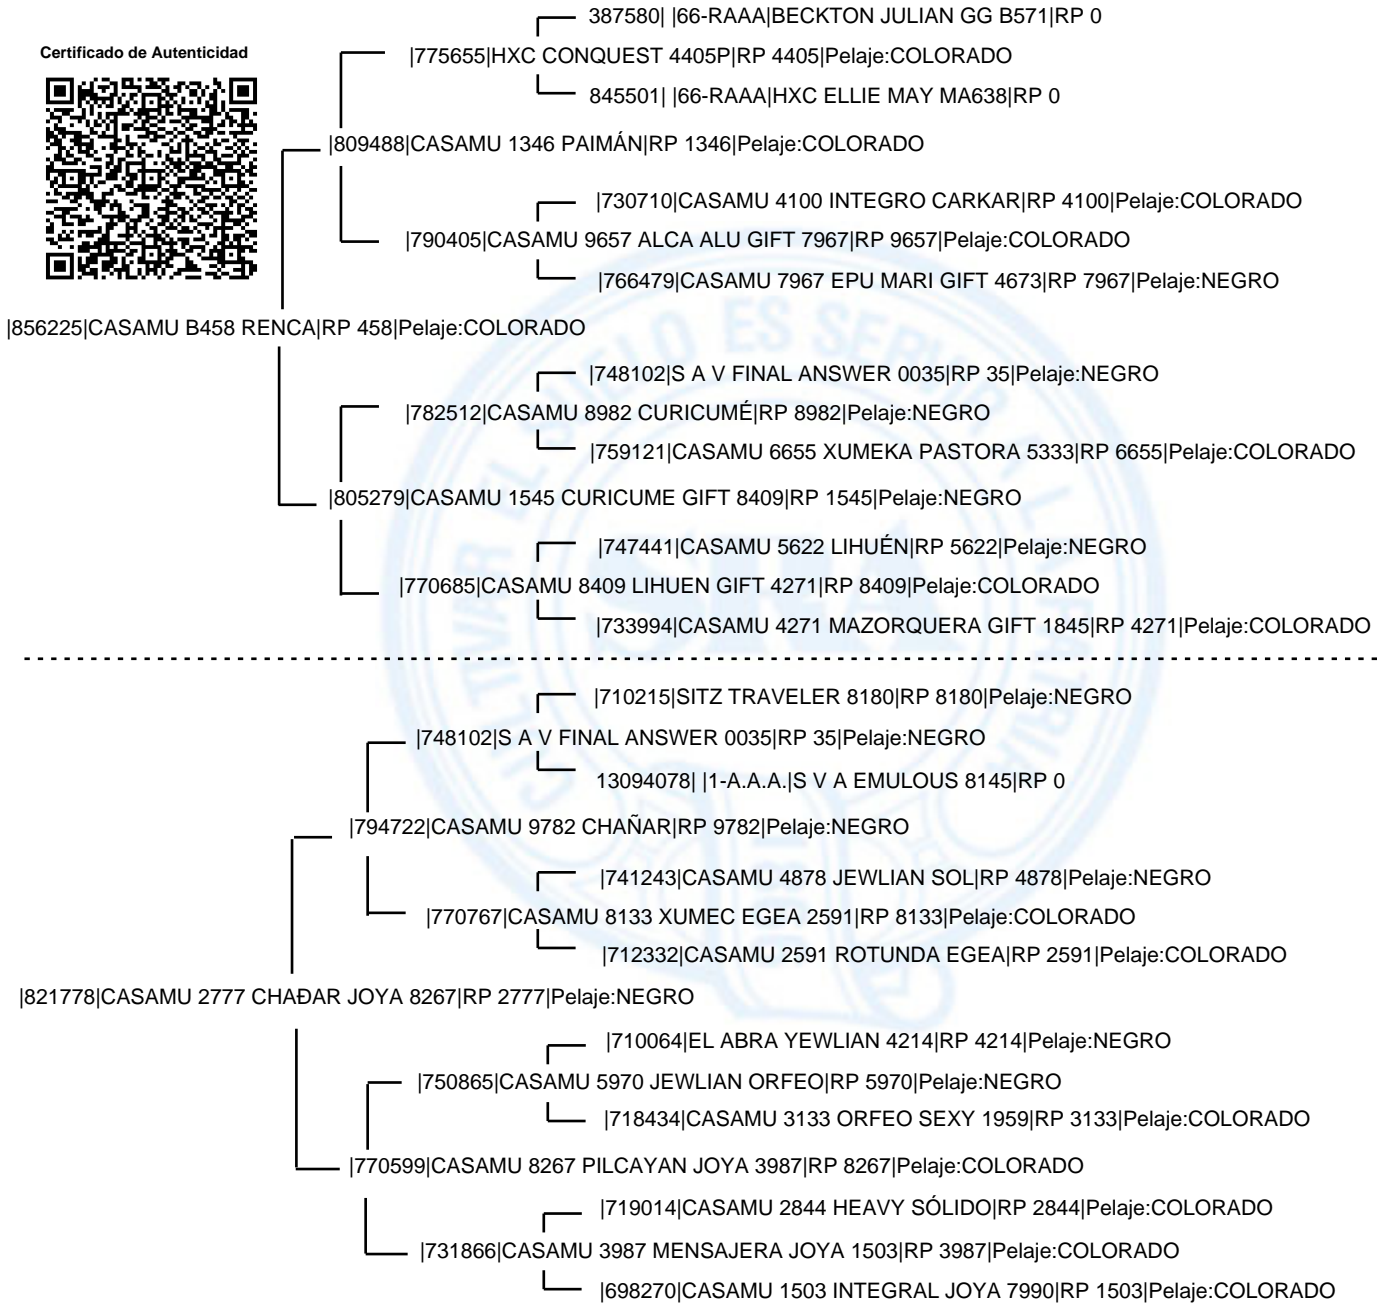 387580| |66-RAAA|BECKTON JULIAN GG B571|RP 0
Certificado de Autenticidad
|775655|HXC CONQUEST 4405P|RP 4405|Pelaje:COLORADO
845501| |66-RAAA|HXC ELLIE MAY MA638|RP 0
|809488|CASAMU 1346 PAIMÁN|RP 1346|Pelaje:COLORADO
|730710|CASAMU 4100 INTEGRO CARKAR|RP 4100|Pelaje:COLORADO
|790405|CASAMU 9657 ALCA ALU GIFT 7967|RP 9657|Pelaje:COLORADO
|766479|CASAMU 7967 EPU MARI GIFT 4673|RP 7967|Pelaje:NEGRO
|856225|CASAMU B458 RENCA|RP 458|Pelaje:COLORADO
|748102|S A V FINAL ANSWER 0035|RP 35|Pelaje:NEGRO
|782512|CASAMU 8982 CURICUMÉ|RP 8982|Pelaje:NEGRO
|759121|CASAMU 6655 XUMEKA PASTORA 5333|RP 6655|Pelaje:COLORADO
|805279|CASAMU 1545 CURICUME GIFT 8409|RP 1545|Pelaje:NEGRO
|747441|CASAMU 5622 LIHUÉN|RP 5622|Pelaje:NEGRO
|770685|CASAMU 8409 LIHUEN GIFT 4271|RP 8409|Pelaje:COLORADO
|733994|CASAMU 4271 MAZORQUERA GIFT 1845|RP 4271|Pelaje:COLORADO
|710215|SITZ TRAVELER 8180|RP 8180|Pelaje:NEGRO
|748102|S A V FINAL ANSWER 0035|RP 35|Pelaje:NEGRO
13094078| |1-A.A.A.|S V A EMULOUS 8145|RP 0
|794722|CASAMU 9782 CHAÑAR|RP 9782|Pelaje:NEGRO
|741243|CASAMU 4878 JEWLIAN SOL|RP 4878|Pelaje:NEGRO
|770767|CASAMU 8133 XUMEC EGEA 2591|RP 8133|Pelaje:COLORADO
|712332|CASAMU 2591 ROTUNDA EGEA|RP 2591|Pelaje:COLORADO
|821778|CASAMU 2777 CHAÐAR JOYA 8267|RP 2777|Pelaje:NEGRO
|710064|EL ABRA YEWLIAN 4214|RP 4214|Pelaje:NEGRO
|750865|CASAMU 5970 JEWLIAN ORFEO|RP 5970|Pelaje:NEGRO
|718434|CASAMU 3133 ORFEO SEXY 1959|RP 3133|Pelaje:COLORADO
|770599|CASAMU 8267 PILCAYAN JOYA 3987|RP 8267|Pelaje:COLORADO
|719014|CASAMU 2844 HEAVY SÓLIDO|RP 2844|Pelaje:COLORADO
|731866|CASAMU 3987 MENSAJERA JOYA 1503|RP 3987|Pelaje:COLORADO
|698270|CASAMU 1503 INTEGRAL JOYA 7990|RP 1503|Pelaje:COLORADO
CULTIVAR EL SUELO ES SERVIR A LA PATRIA
SRA
1866